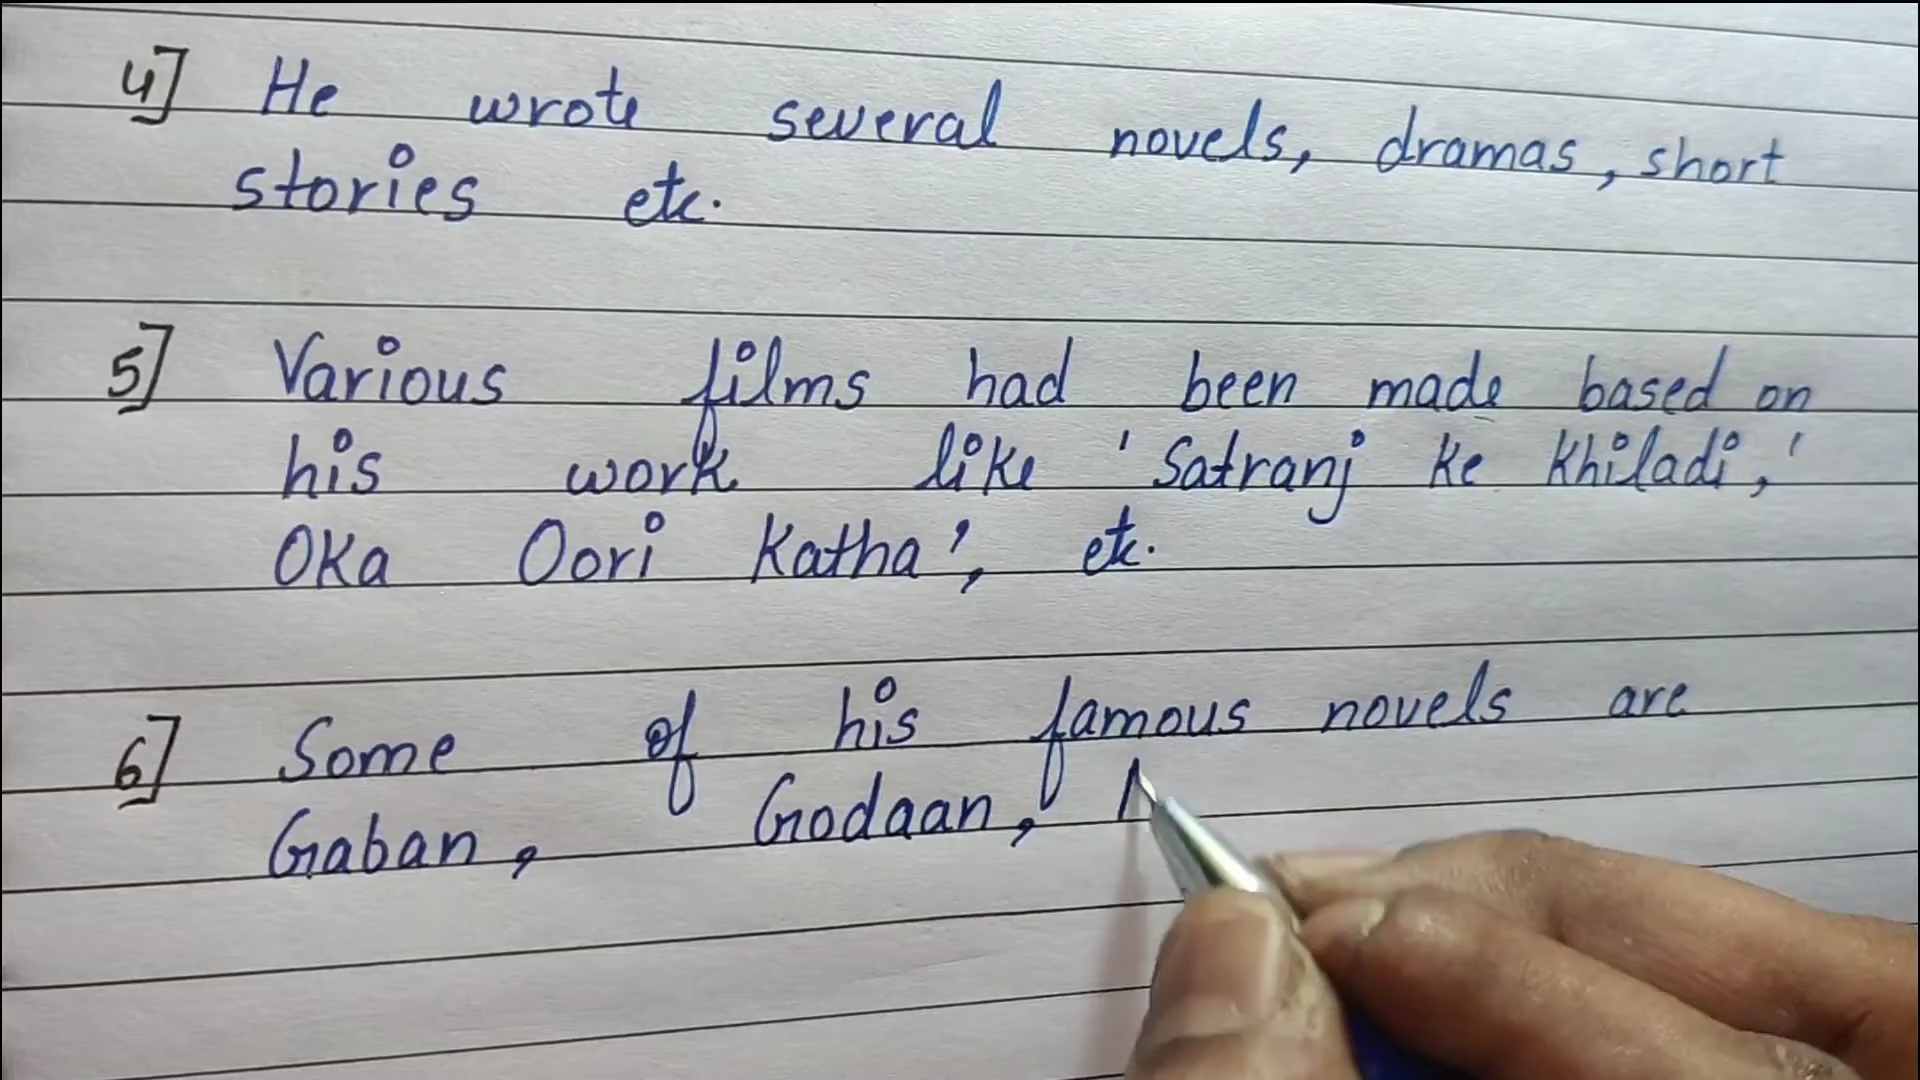 4] He wrote several novels, dramas, short
stories etc.
5] Various films had been made based on
his work like 'Satranj ke Khiladi,'
Oka Oori Katha', etc.
6] Some of his famous novels are
Gaban, Godaan,